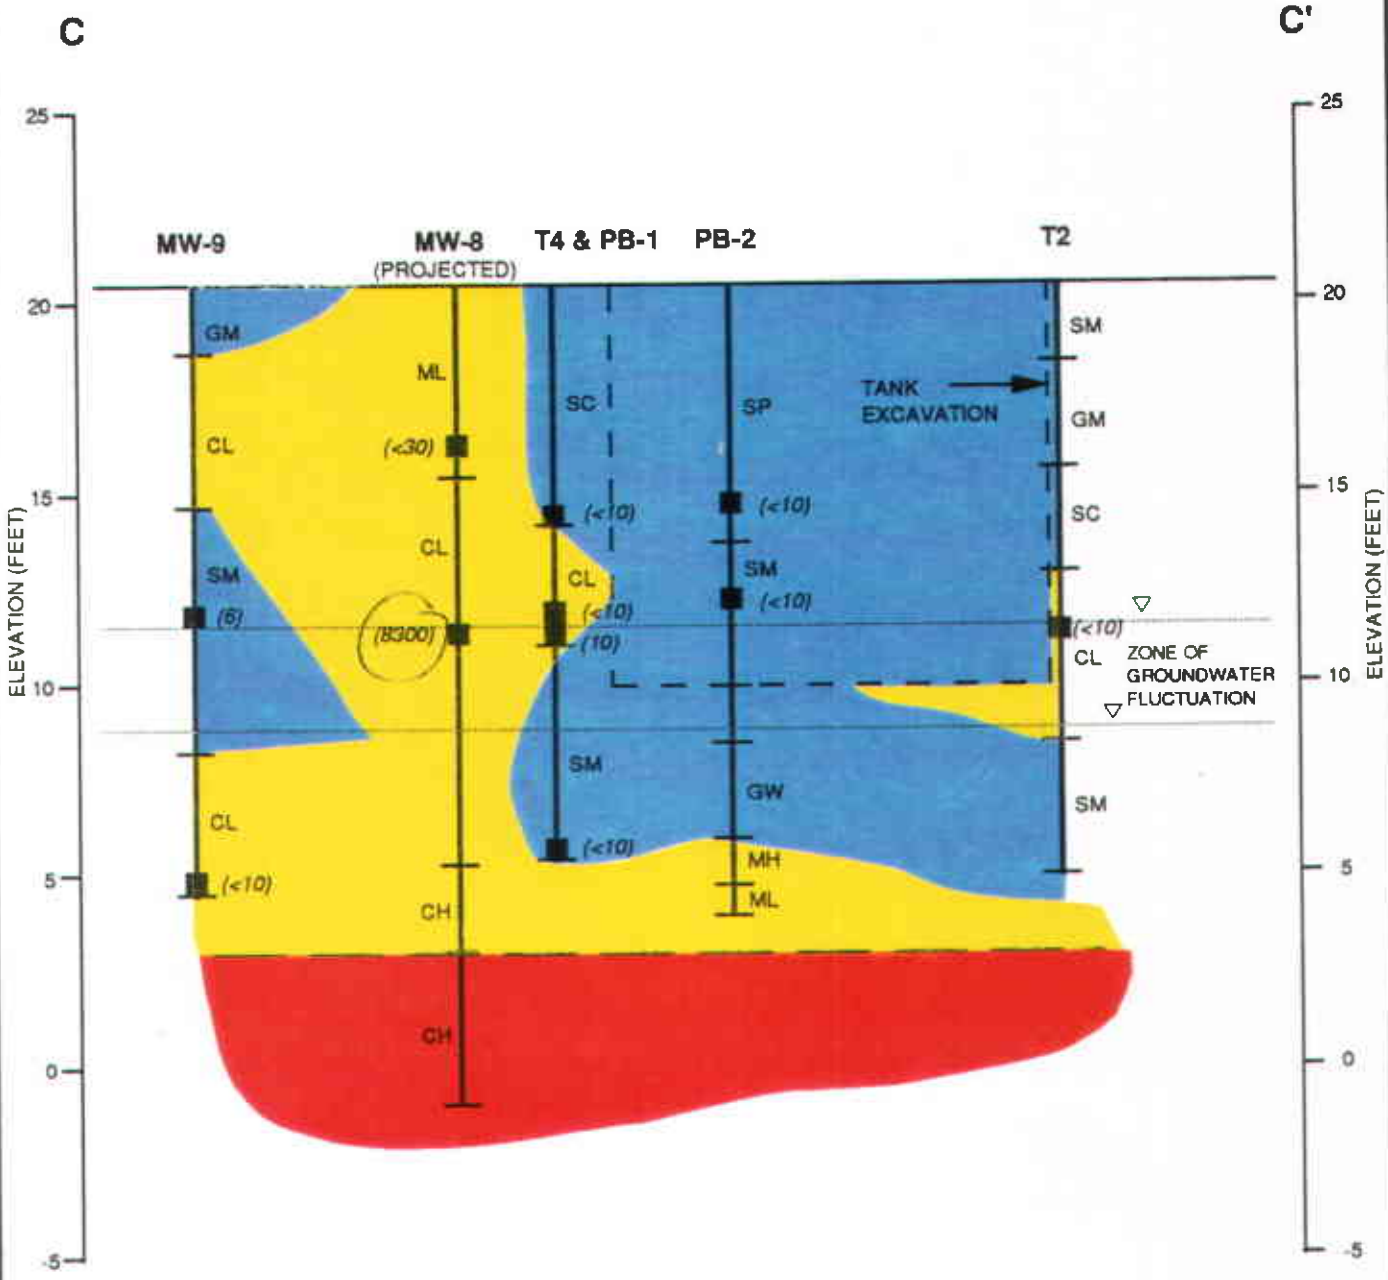 C
C'
25
25
MW-9
MW-8
T4 & PB-1
PB-2
T2
(PROJECTED)
20
20
GM
SM
ML
TANK
EXCAVATION
SC
SP
GM
CL
(<30)
15
15
(<10)
(<10)
SC
CL
SM
CL
SM
(<10)
(<10)
(6)
(8300)
(10)
(<10)
CL
ZONE OF
GROUNDWATER
FLUCTUATION
10
10
ELEVATION (FEET)
ELEVATION (FEET)
SM
GW
SM
CL
(<10)
MH
5
5
(<10)
ML
CH
CH
0
0
-5
-5